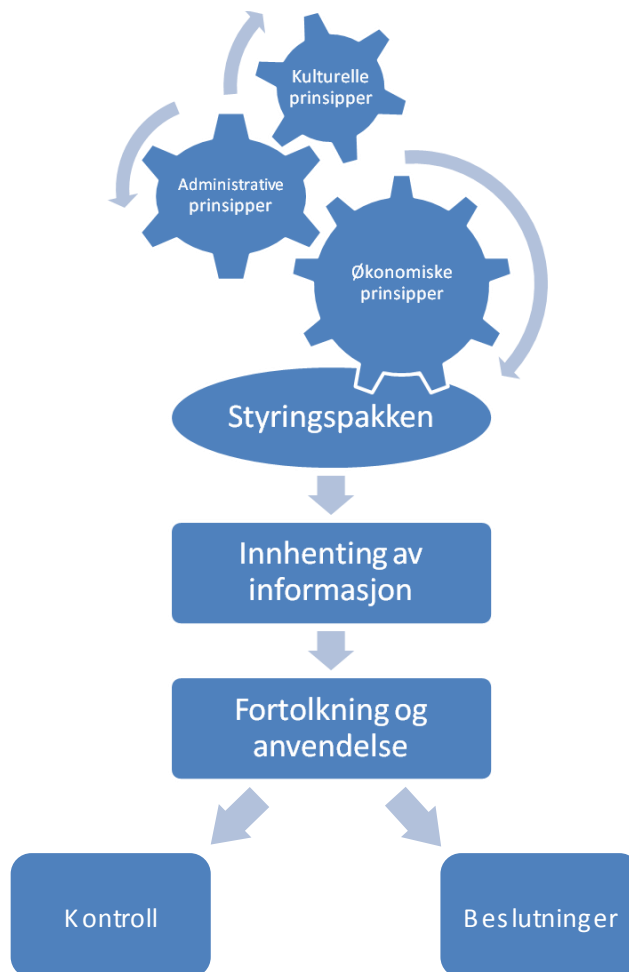 Kulturelle
prinsipper
Administrative
prinsipper
Økonomiske
prinsipper
Styringspakken
Innhenting av
informasjon
Fortolkning og
anvendelse
Kontroll
Beslutninger